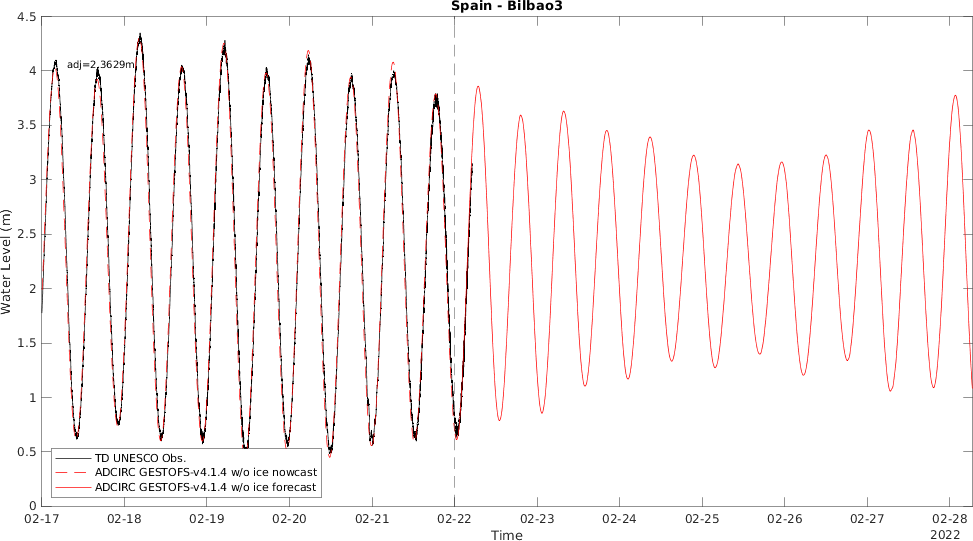 Spain - Bilbao3
4.5
4
3.5
3
2.5
2
1.5
1
0.5
0
Water Level (m)
adj=2.3629m
TD UNESCO Obs.
ADCIRC GESTOFS-v4.1.4 w/o ice nowcast
ADCIRC GESTOFS-v4.1.4 w/o ice forecast
02-17 02-18 02-19 02-20 02-21 02-22 02-23 02-24 02-25 02-26 02-27 02-28
2022
Time